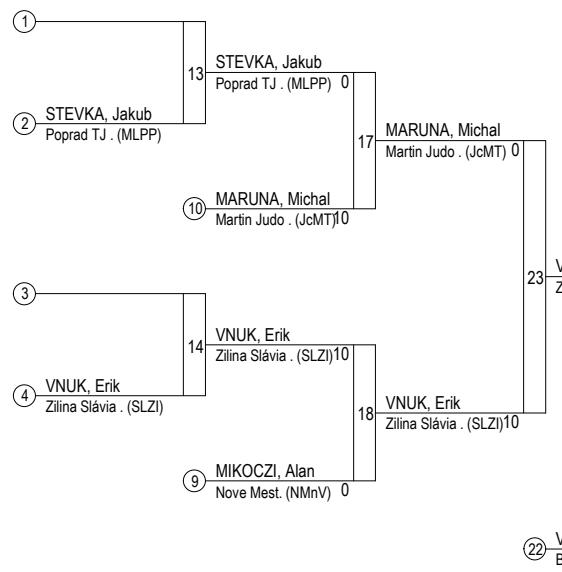 1
13
STEVKA, Jakub
Poprad TJ . (MLPP) 0
2
STEVKA, Jakub
Poprad TJ . (MLPP)
17
MARUNA, Michal
Martin Judo . (JcMT) 0
10
MARUNA, Michal
Martin Judo . (JcMT)10
23
V
Z
3
14
VNUK, Erik
Zilina Slávia . (SLZI)10
4
VNUK, Erik
Zilina Slávia . (SLZI)
18
VNUK, Erik
Zilina Slávia . (SLZI)10
9
MIKOCZI, Alan
Nove Mest. (NMnV) 0
22
V
B